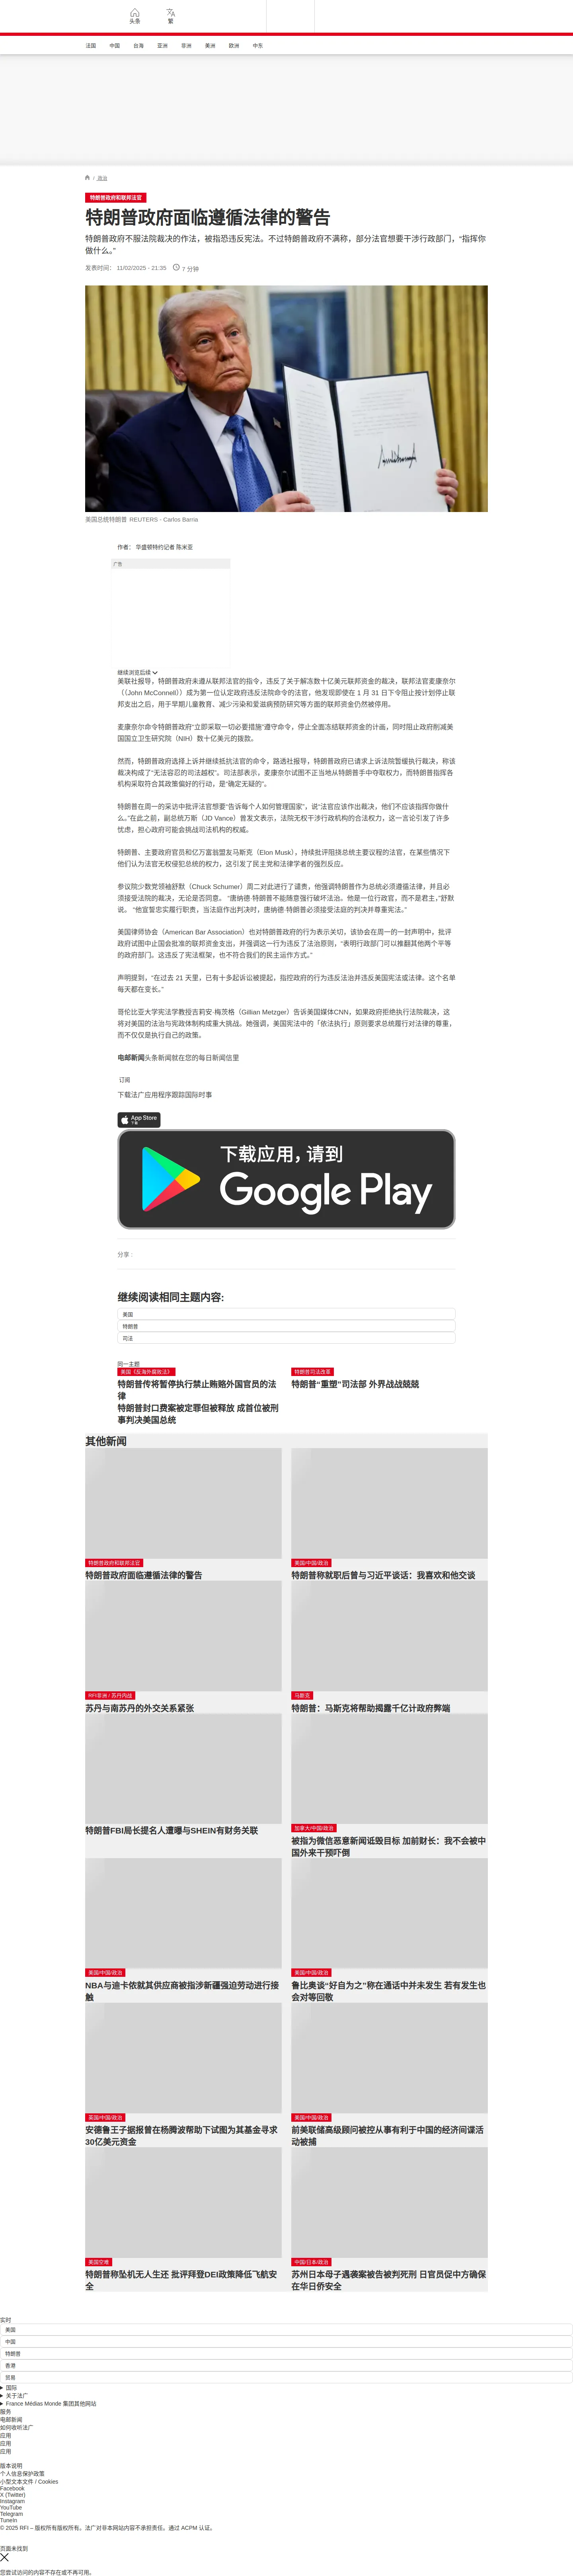 头条
繁
法国 中国 台海 亚洲 非洲 美洲 欧洲 中东
/ 政治
特朗普政府和联邦法官
特朗普政府面临遵循法律的警告
特朗普政府不服法院裁决的作法，被指恐违反宪法。不过特朗普政府不满称，部分法官想要干涉行政部门，“指挥你
做什么。”
发表时间： 11/02/2025 - 21:35 7 分钟
美国总统特朗普 REUTERS - Carlos Barria
作者： 华盛顿特约记者 陈米亚
广告
继续浏览后续
美联社报导，特朗普政府未遵从联邦法官的指令，违反了关于解冻数十亿美元联邦资金的裁决，联邦法官麦康奈尔
（（John McConnell））成为第一位认定政府违反法院命令的法官，他发现即使在 1 月 31 日下令阻止按计划停止联
邦支出之后，用于早期儿童教育、减少污染和爱滋病预防研究等方面的联邦资金仍然被停用。
麦康奈尔命令特朗普政府“立即采取一切必要措施”遵守命令，停止全面冻结联邦资金的计画，同时阻止政府削减美
国国立卫生研究院（NIH）数十亿美元的拨款。
然而，特朗普政府选择上诉并继续抵抗法官的命令，路透社报导，特朗普政府已请求上诉法院暂缓执行裁决，称该
裁决构成了“无法容忍的司法越权”。司法部表示，麦康奈尔试图不正当地从特朗普手中夺取权力，而特朗普指挥各
机构采取符合其政策偏好的行动，是“确定无疑的”。
特朗普在周一的采访中批评法官想要“告诉每个人如何管理国家”，说“法官应该作出裁决，他们不应该指挥你做什
么。”在此之前，副总统万斯（JD Vance）曾发文表示，法院无权干涉行政机构的合法权力，这一言论引发了许多
忧虑，担心政府可能会挑战司法机构的权威。
特朗普、主要政府官员和亿万富翁盟友马斯克（Elon Musk），持续批评阻挠总统主要议程的法官，在某些情况下
他们认为法官无权侵犯总统的权力，这引发了民主党和法律学者的强烈反应。
参议院少数党领袖舒默（Chuck Schumer）周二对此进行了谴责，他强调特朗普作为总统必须遵循法律，并且必
须接受法院的裁决，无论是否同意。 “唐纳德·特朗普不能随意强行破坏法治。他是一位行政官，而不是君主，”舒默
说。 “他宣誓忠实履行职责，当法庭作出判决时，唐纳德·特朗普必须接受法庭的判决并尊重宪法。”
美国律师协会（American Bar Association）也对特朗普政府的行为表示关切，该协会在周一的一封声明中，批评
政府试图中止国会批准的联邦资金支出，并强调这一行为违反了法治原则，“表明行政部门可以推翻其他两个平等
的政府部门。这违反了宪法框架，也不符合我们的民主运作方式。”
声明提到，“在过去 21 天里，已有十多起诉讼被提起，指控政府的行为违反法治并违反美国宪法或法律。这个名单
每天都在变长。”
哥伦比亚大学宪法学教授吉莉安·梅茨格（Gillian Metzger）告诉美国媒体CNN，如果政府拒绝执行法院裁决，这
将对美国的法治与宪政体制构成重大挑战。她强调，美国宪法中的「依法执行」原则要求总统履行对法律的尊重，
而不仅仅是执行自己的政策。
电邮新闻头条新闻就在您的每日新闻信里
订阅
下载法广应用程序跟踪国际时事
App Store
下载
下载应用，请到
Google Play
分享 :
继续阅读相同主题内容:
美国
特朗普
司法
同一主题
美国《反海外腐败法》
特朗普传将暂停执行禁止贿赂外国官员的法
律
特朗普司法改革
特朗普“重塑”司法部 外界战战兢兢
特朗普封口费案被定罪但被释放 成首位被刑
事判决美国总统
其他新闻
特朗普政府和联邦法官
特朗普政府面临遵循法律的警告
美国/中国/政治
特朗普称就职后曾与习近平谈话：我喜欢和他交谈
RFI非洲 / 苏丹内战
苏丹与南苏丹的外交关系紧张
马斯克
特朗普：马斯克将帮助揭露千亿计政府弊端
特朗普FBI局长提名人遭曝与SHEIN有财务关联
加拿大/中国/政治
被指为微信恶意新闻诋毁目标 加前财长：我不会被中
国外来干预吓倒
美国/中国/政治
NBA与迪卡侬就其供应商被指涉新疆强迫劳动进行接
触
美国/中国/政治
鲁比奥谈“好自为之”称在通话中并未发生 若有发生也
会对等回敬
英国/中国/政治
安德鲁王子据报曾在杨腾波帮助下试图为其基金寻求
30亿美元资金
美国/中国/政治
前美联储高级顾问被控从事有利于中国的经济间谍活
动被捕
美国空难
特朗普称坠机无人生还 批评拜登DEI政策降低飞航安
全
中国/日本/政治
苏州日本母子遇袭案被告被判死刑 日官员促中方确保
在华日侨安全
实时
美国
中国
特朗普
香港
贸易
国际
关于法广
France Médias Monde 集团其他网站
服务
电邮新闻
如何收听法广
应用
应用
应用
版本说明
个人信息保护政策
小型文本文件 / Cookies
Facebook
X (Twitter)
Instagram
YouTube
Telegram
TuneIn
© 2025 RFI – 版权所有版权所有。法广对非本网站内容不承担责任。通过 ACPM 认证。
页面未找到
您尝试访问的内容不存在或不再可用。